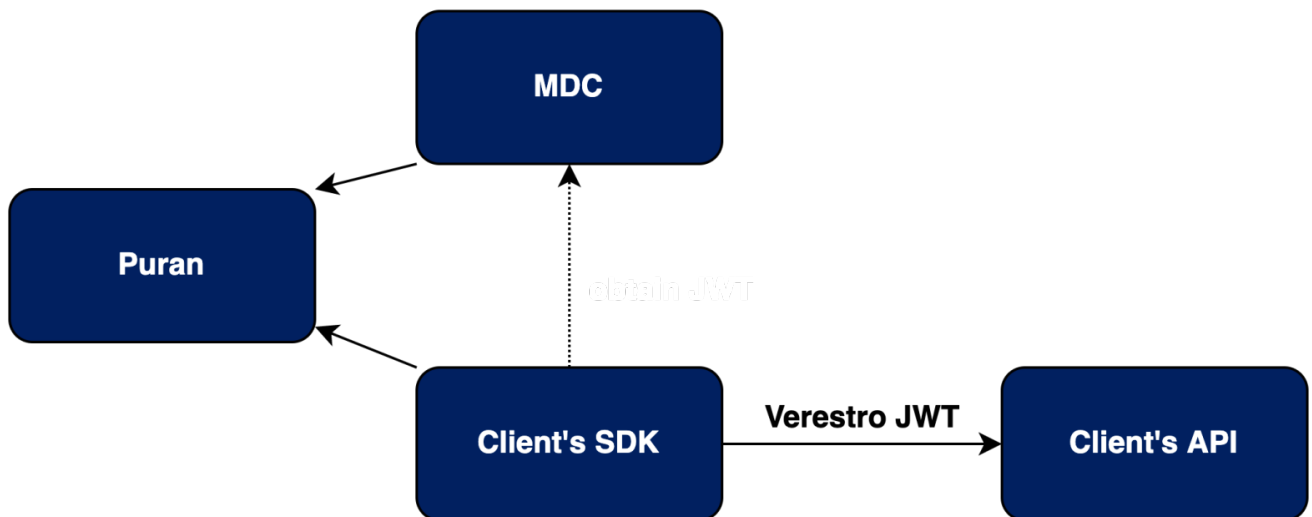 MDC
Puran
obtain JWT
Client's SDK
Verestro JWT
Client's API